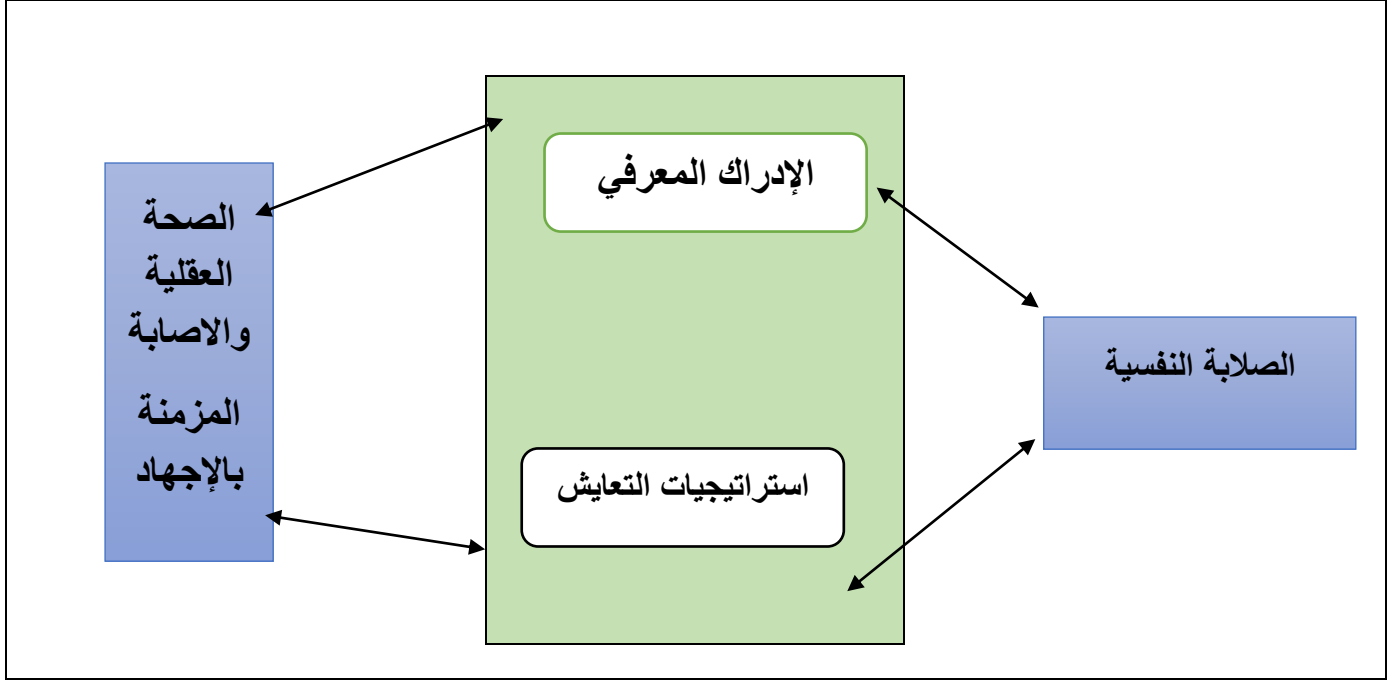 الصلابة النفسية
الإدراك المعرفي
استراتيجيات التعايش
الصحة
العقلية
والاصابة
المزمنة
بالإجهاد